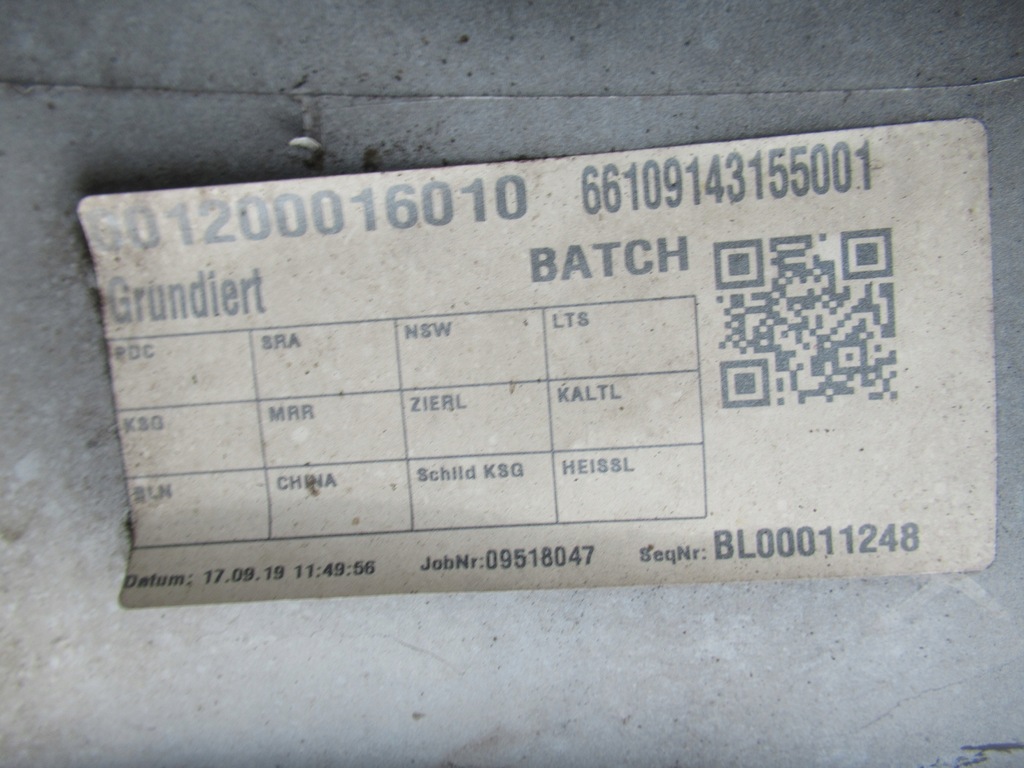 601200016010 66109143155001
Grundiert BATCH
PDC SRA NSW LTS
KSG MRR ZIERL KALTL
BLN CHINA Schild KSG HEISSL
Datum: 17.09.19 11:49:56 JobNr:09518047 SeqNr: BL00011248